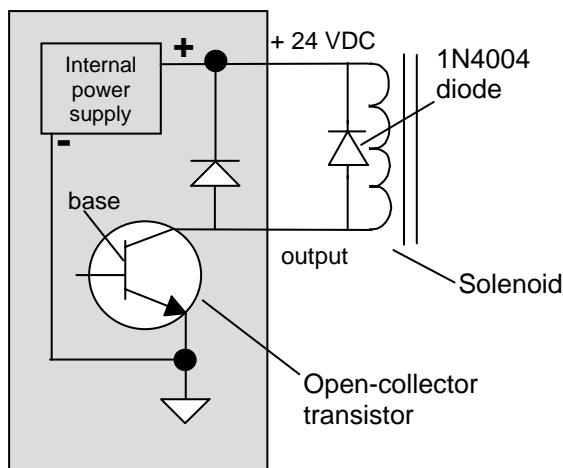 +
+ 24 VDC
1N4004
diode
Internal
power
supply
-
base
output
Solenoid
Open-collector
transistor